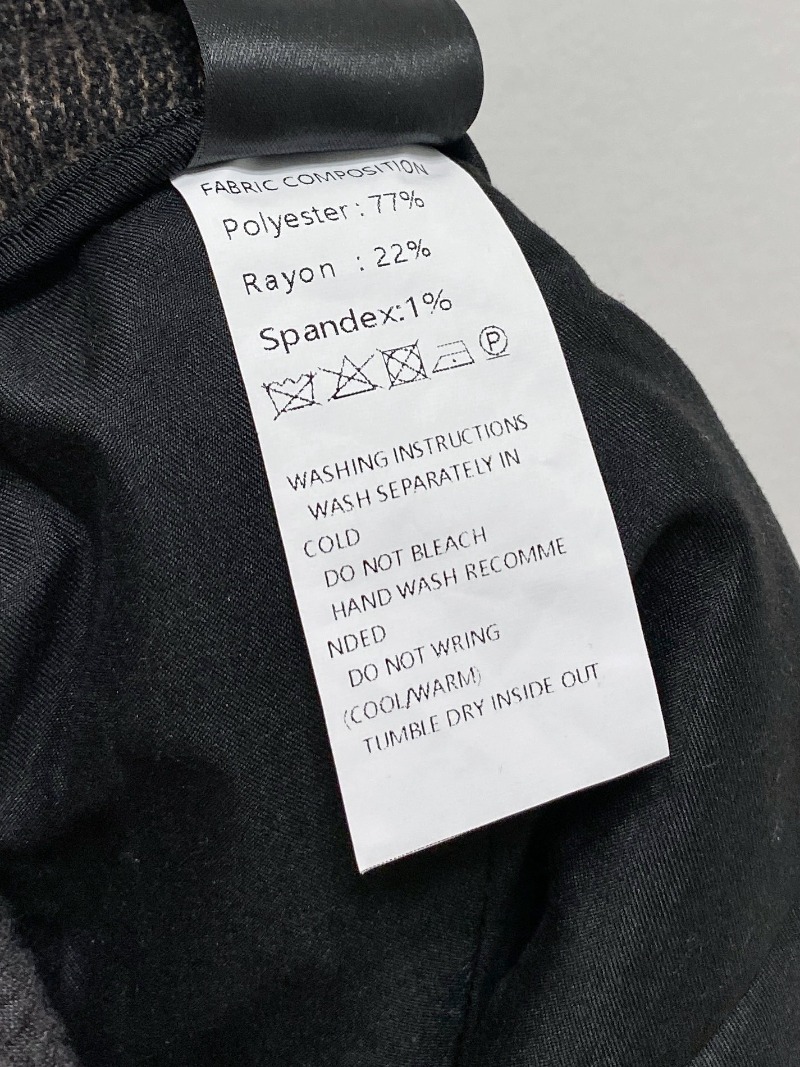 FABRIC COMPOSITION
Polyester: 77%
Rayon : 22%
Spandex:1%
P
WASHING INSTRUCTIONS
WASH SEPARATELY IN
COLD
DO NOT BLEACH
HAND WASH RECOMME
NDED
DO NOT WRING
(COOL/WARM)
TUMBLE DRY INSIDE OUT